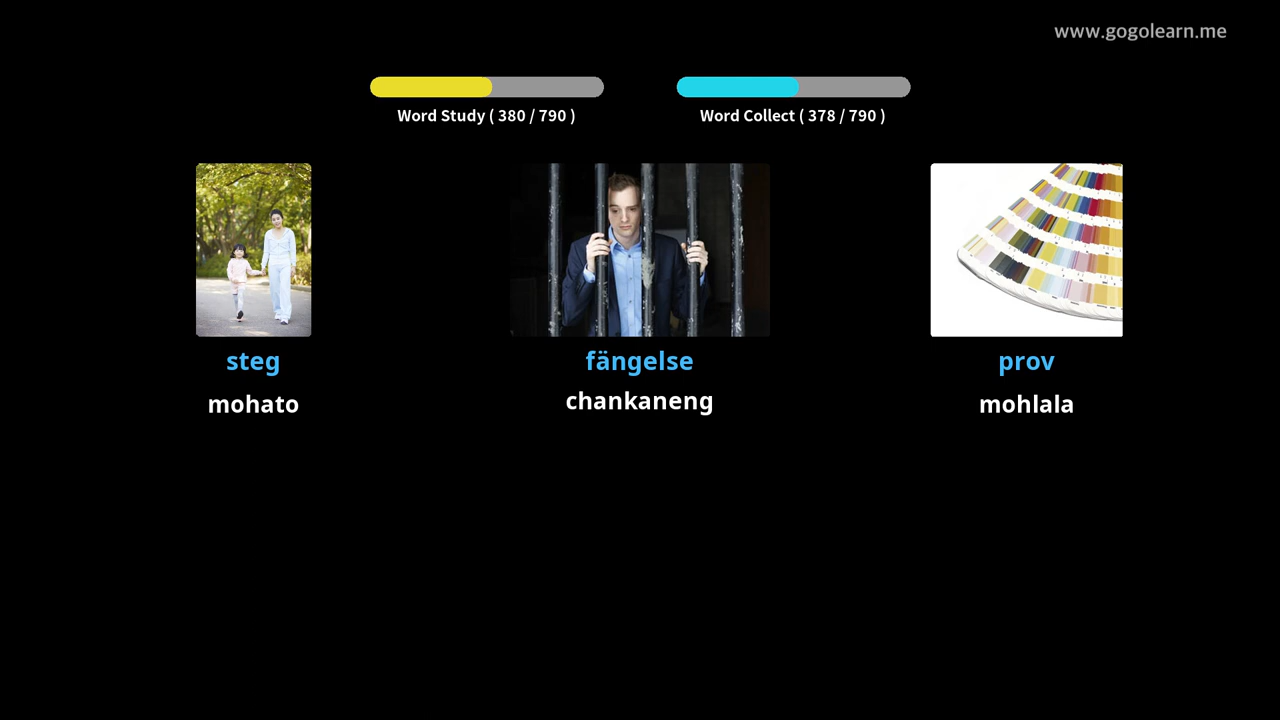 www.gogolearn.me
Word Study ( 380 / 790 )
Word Collect ( 378 / 790 )
steg
mohato
fängelse
chankaneng
prov
mohlala